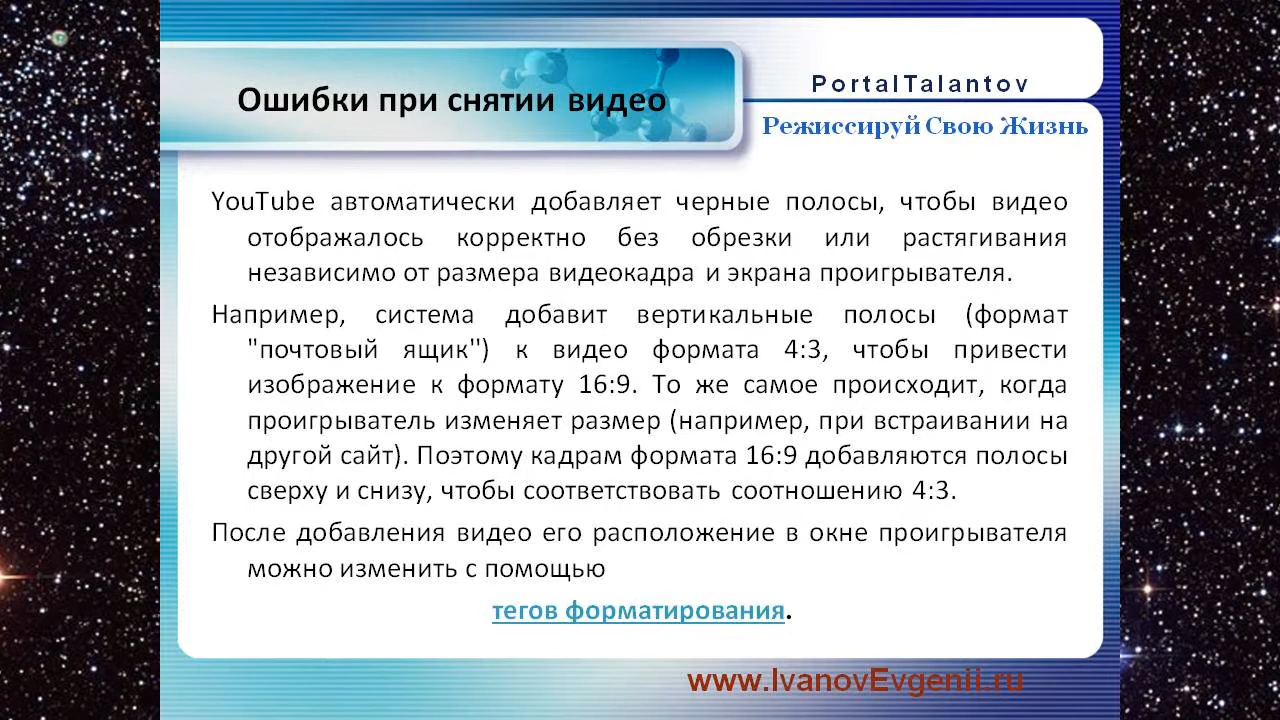 Ошибки при снятии видео
PortalTalantov
Режиссируй Свою Жизнь
YouTube автоматически добавляет черные полосы, чтобы видео
отображалось корректно без обрезки или растягивания
независимо от размера видеокадра и экрана проигрывателя.
Например, система добавит вертикальные полосы (формат
"почтовый ящик") к видео формата 4:3, чтобы привести
изображение к формату 16:9. То же самое происходит, когда
проигрыватель изменяет размер (например, при встраивании на
другой сайт). Поэтому кадрам формата 16:9 добавляются полосы
сверху и снизу, чтобы соответствовать соотношению 4:3.
После добавления видео его расположение в окне проигрывателя
можно изменить с помощью
тегов форматирования.
www.IvanovEvgenii.ru